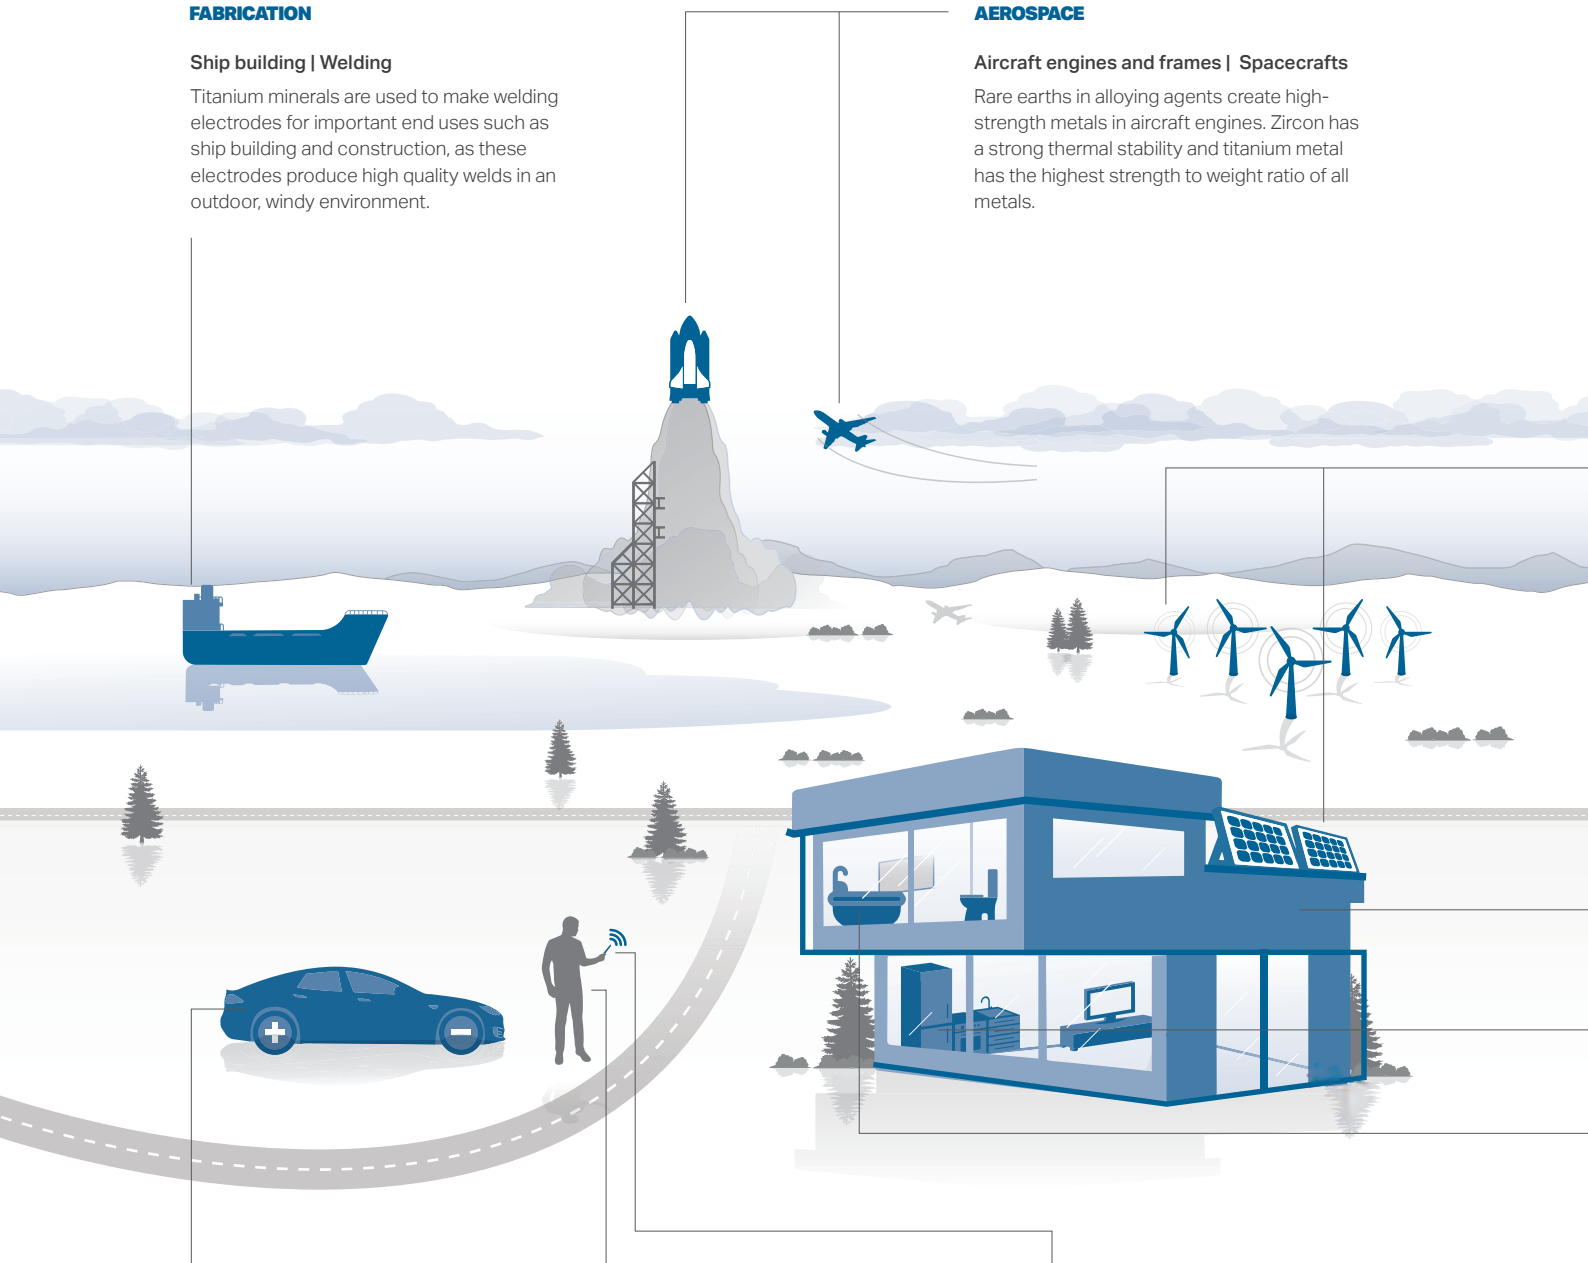 FABRICATION
Ship building | Welding
Titanium minerals are used to make welding
electrodes for important end uses such as
ship building and construction, as these
electrodes produce high quality welds in an
outdoor, windy environment.
AEROSPACE
Aircraft engines and frames | Spacecrafts
Rare earths in alloying agents create high-
strength metals in aircraft engines. Zircon has
a strong thermal stability and titanium metal
has the highest strength to weight ratio of all
metals.